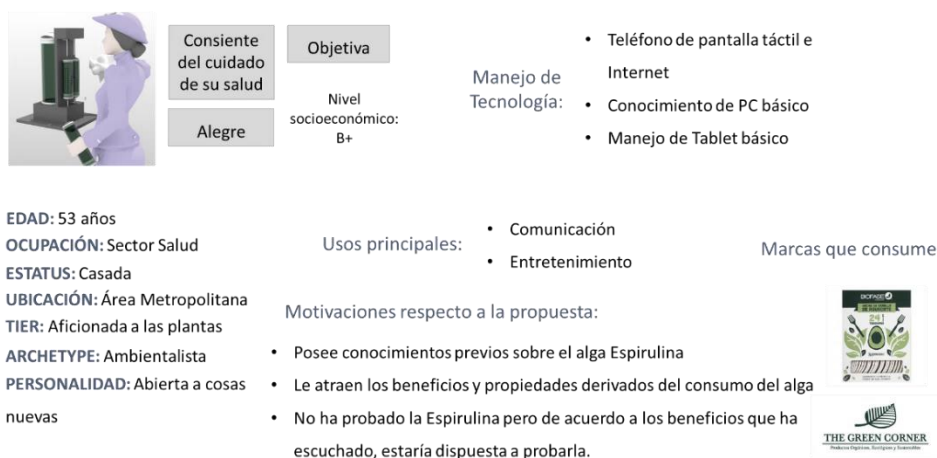 Consiente
del cuidado
de su salud
Objetiva
Alegre
Nivel
socioeconómico:
B+
Manejo de
Tecnología:
• Teléfono de pantalla táctil e
Internet
• Conocimiento de PC básico
• Manejo de Tablet básico
EDAD: 53 años
OCUPACIÓN: Sector Salud
ESTATUS: Casada
UBICACIÓN: Área Metropolitana
TIER: Aficionada a las plantas
ARCHETYPE: Ambientalista
PERSONALIDAD: Abierta a cosas
nuevas
Usos principales:
• Comunicación
• Entretenimiento
Motivaciones respecto a la propuesta:
• Posee conocimientos previos sobre el alga Espirulina
• Le atraen los beneficios y propiedades derivados del consumo del alga
• No ha probado la Espirulina pero de acuerdo a los beneficios que ha
escuchado, estaría dispuesta a probarla.
Marcas que consume
BIOFASE
24
THE GREEN CORNER